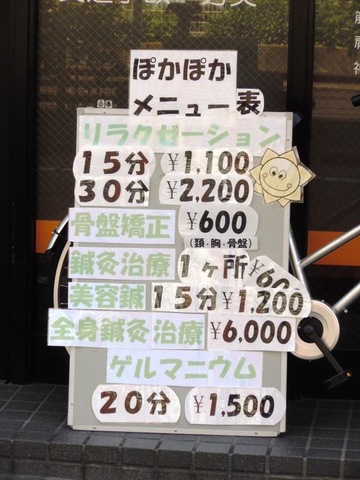 ぽかぽか
メニュー表
リラクゼーション
15分 ¥1,100
30分 ¥2,200
骨盤矯正 ¥600
(頚・胸・骨盤)
鍼灸治療 1ヶ所 ¥600
美容鍼 15分 ¥1,200
全身鍼灸治療 ¥6,000
ゲルマニウム
20分 ¥1,500